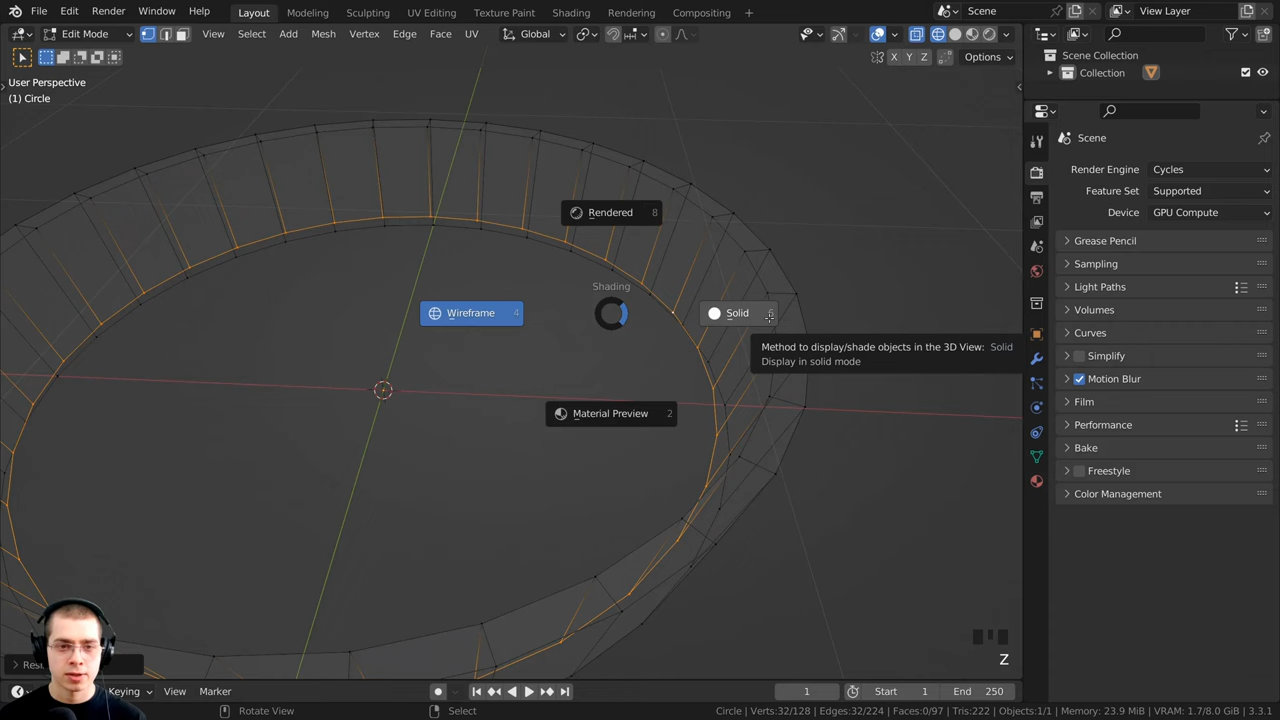 File Edit Render Window Help Layout Modeling Sculpting UV Editing Texture Paint Shading Rendering Compositing + Scene View Layer
Edit Mode View Select Add Mesh Vertex Edge Face UV Global
X Y Z Options
User Perspective
(1) Circle
Scene Collection
Collection
Scene
Render Engine Cycles
Feature Set Supported
Device GPU Compute
Grease Pencil
Sampling
Light Paths
Volumes
Curves
Simplify
Motion Blur
Film
Performance
Bake
Freestyle
Color Management
Rendered 8
Shading
Wireframe 4
Solid
Method to display/shade objects in the 3D View: Solid
Display in solid mode
Material Preview 2
Z
Keying View Marker 1 Start 1 End 250
Rotate View Select Circle | Verts:32/128 | Edges:32/224 | Faces:0/97 | Tris:222 | Objects:1/1 | Memory: 23.9 MiB | VRAM: 1.7/8.0 GiB | 3.3.1